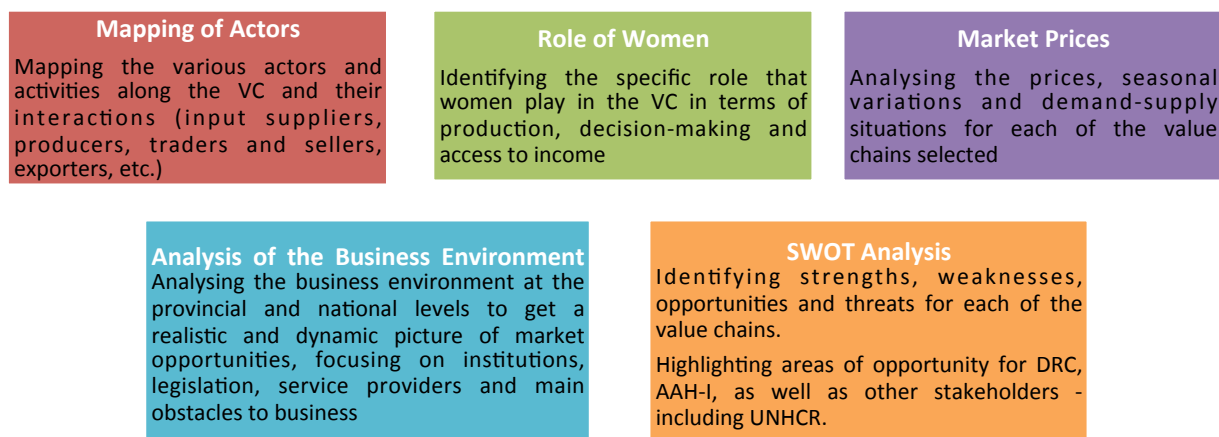 Mapping of Actors
Mapping the various actors and
activities along the VC and their
interactions (input suppliers,
producers, traders and sellers,
exporters, etc.)
Role of Women
Identifying the specific role that
women play in the VC in terms of
production, decision-making and
access to income
Market Prices
Analysing the prices, seasonal
variations and demand-supply
situations for each of the value
chains selected
Analysis of the Business Environment
Analysing the business environment at the
provincial and national levels to get a
realistic and dynamic picture of market
opportunities, focusing on institutions,
legislation, service providers and main
obstacles to business
SWOT Analysis
Identifying strengths, weaknesses,
opportunities and threats for each of the
value chains.
Highlighting areas of opportunity for DRC,
AAH-I, as well as other stakeholders -
including UNHCR.